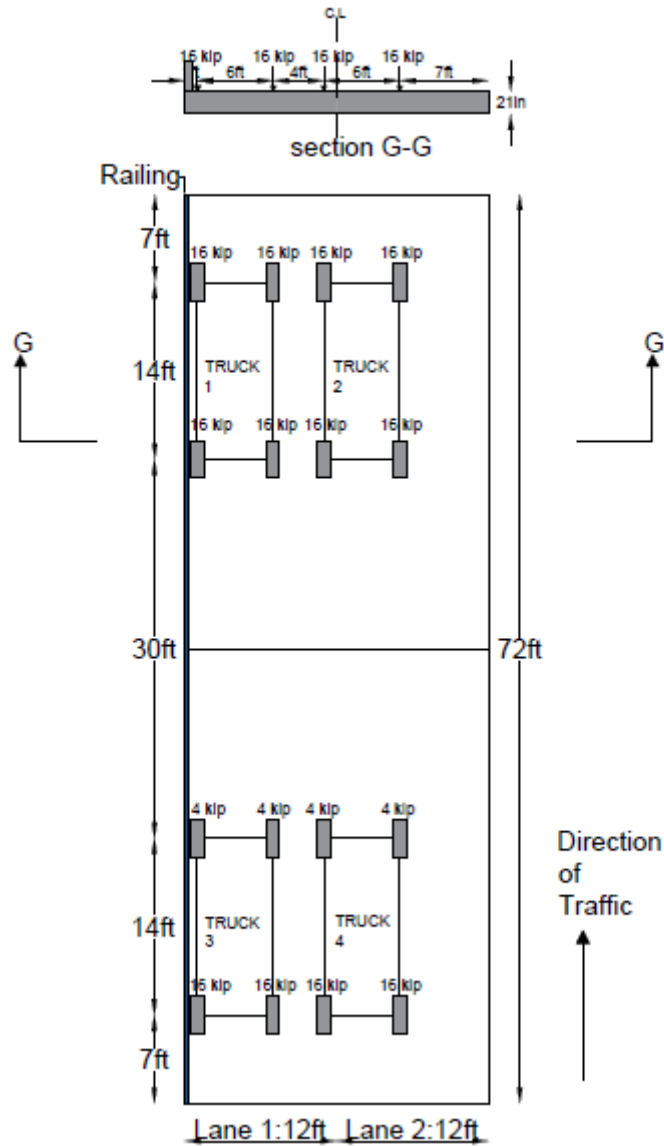 C.L
16 kip 16 kip 16 kip 16 kip
6ft 4ft 6ft 7ft
21in
section G-G
Railing
7ft
16 kip 16 kip 16 kip 16 kip
G G
14ft
TRUCK TRUCK
1 2
16 kip 16 kip 16 kip 16 kip
30ft 72ft
4 kip 4 kip 4 kip 4 kip
Direction
of
Traffic
14ft
TRUCK TRUCK
3 4
16 kip 16 kip 16 kip 16 kip
7ft
Lane 1:12ft Lane 2:12ft